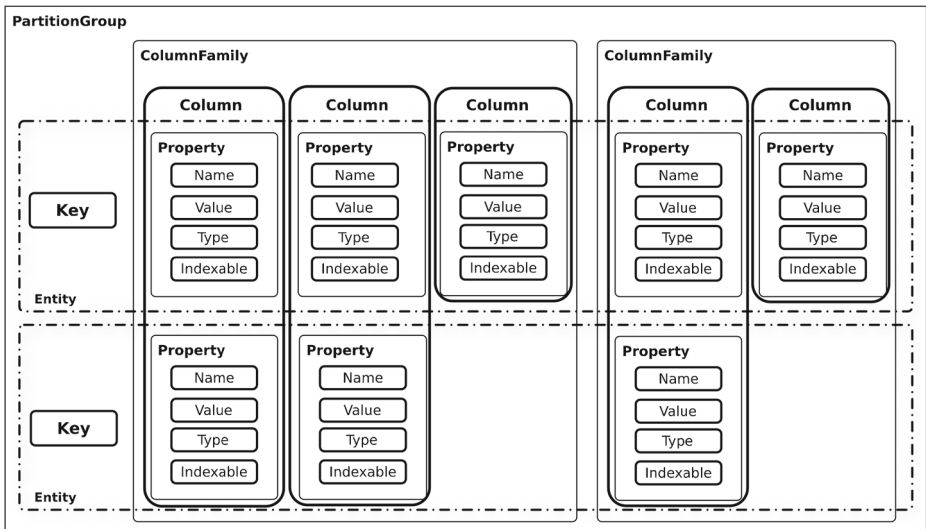 PartitionGroup
ColumnFamily ColumnFamily
Column Column Column Column Column
Property Property Property Property Property
Name Name Name Name Name
Key
Value Value Value Value Value
Type Type Type Type Type
Indexable Indexable Indexable Indexable Indexable
Entity
Property Property Property
Name Name Name
Key
Value Value Value
Type Type Type
Indexable Indexable Indexable
Entity